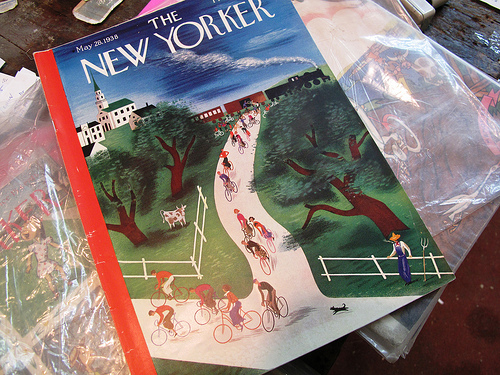 May 28, 1938
THE
NEW YORKER